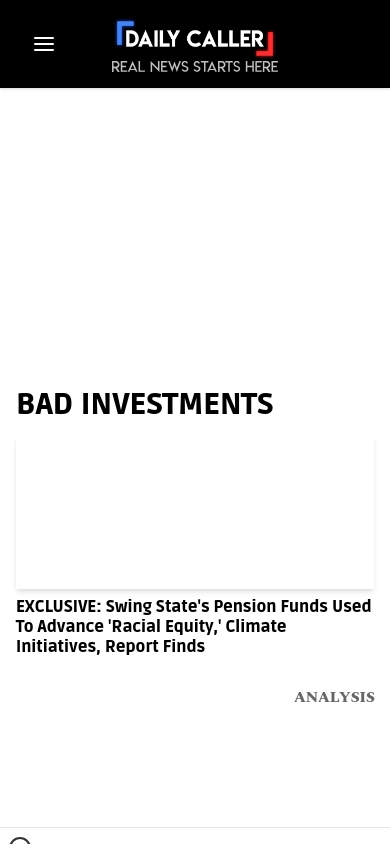 DAILY CALLER
REAL NEWS STARTS HERE
BAD INVESTMENTS
EXCLUSIVE: Swing State's Pension Funds Used
To Advance 'Racial Equity,' Climate
Initiatives, Report Finds
ANALYSIS